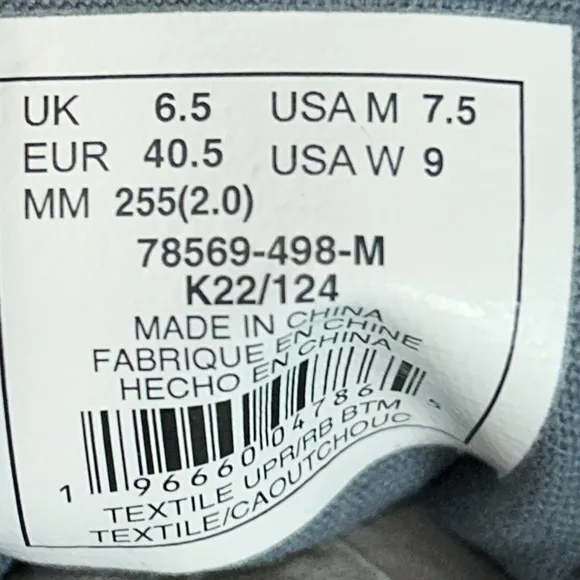 UK 6.5 USA M 7.5
EUR 40.5 USA W 9
MM 255(2.0)
78569-498-M
K22/124
MADE IN CHINA
FABRIQUE EN CHINE
HECHO EN CHINA
1 96660 04786 5
TEXTILE UPR/RB BTM
TEXTILE/CAOUTCHOUC